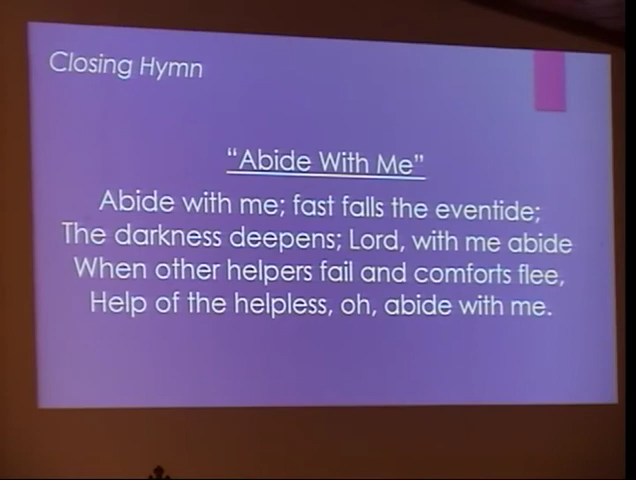 Closing Hymn
“Abide With Me”
Abide with me; fast falls the eventide;
The darkness deepens; Lord, with me abide
When other helpers fail and comforts flee,
Help of the helpless, oh, abide with me.